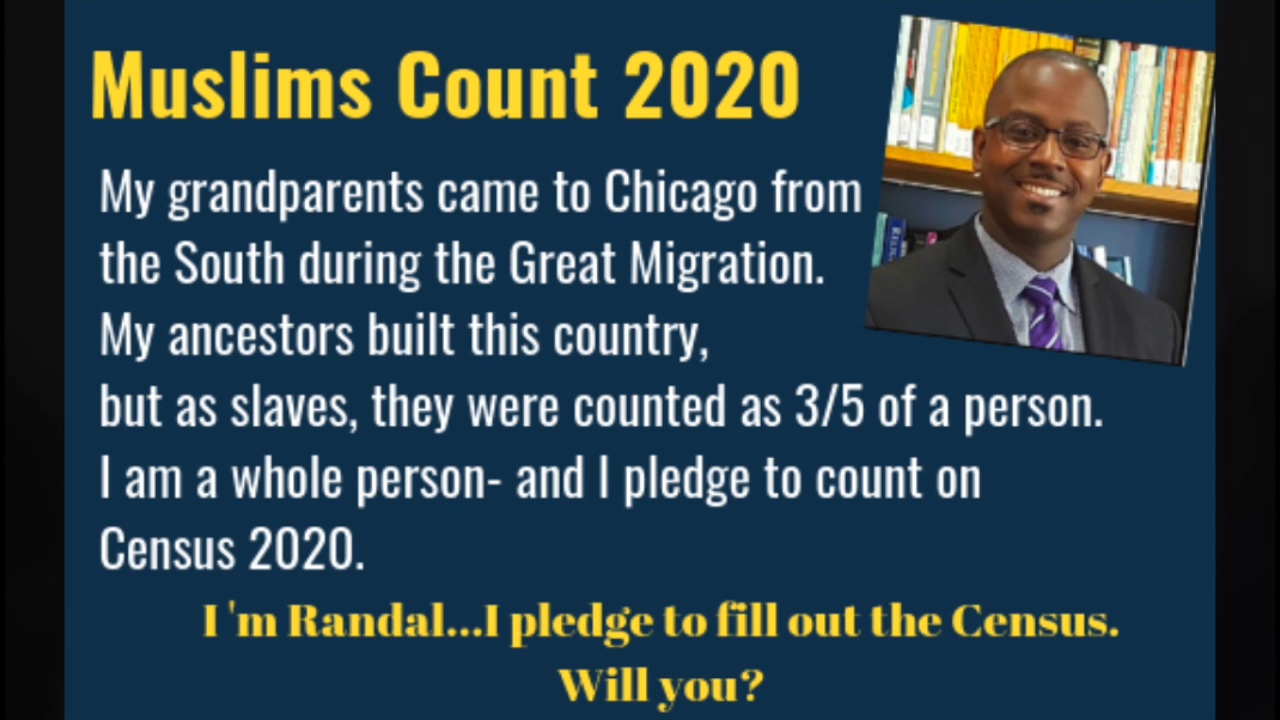 Muslims Count 2020
My grandparents came to Chicago from
the South during the Great Migration.
My ancestors built this country,
but as slaves, they were counted as 3/5 of a person.
I am a whole person- and I pledge to count on
Census 2020.
I 'm Randal...I pledge to fill out the Census.
Will you?